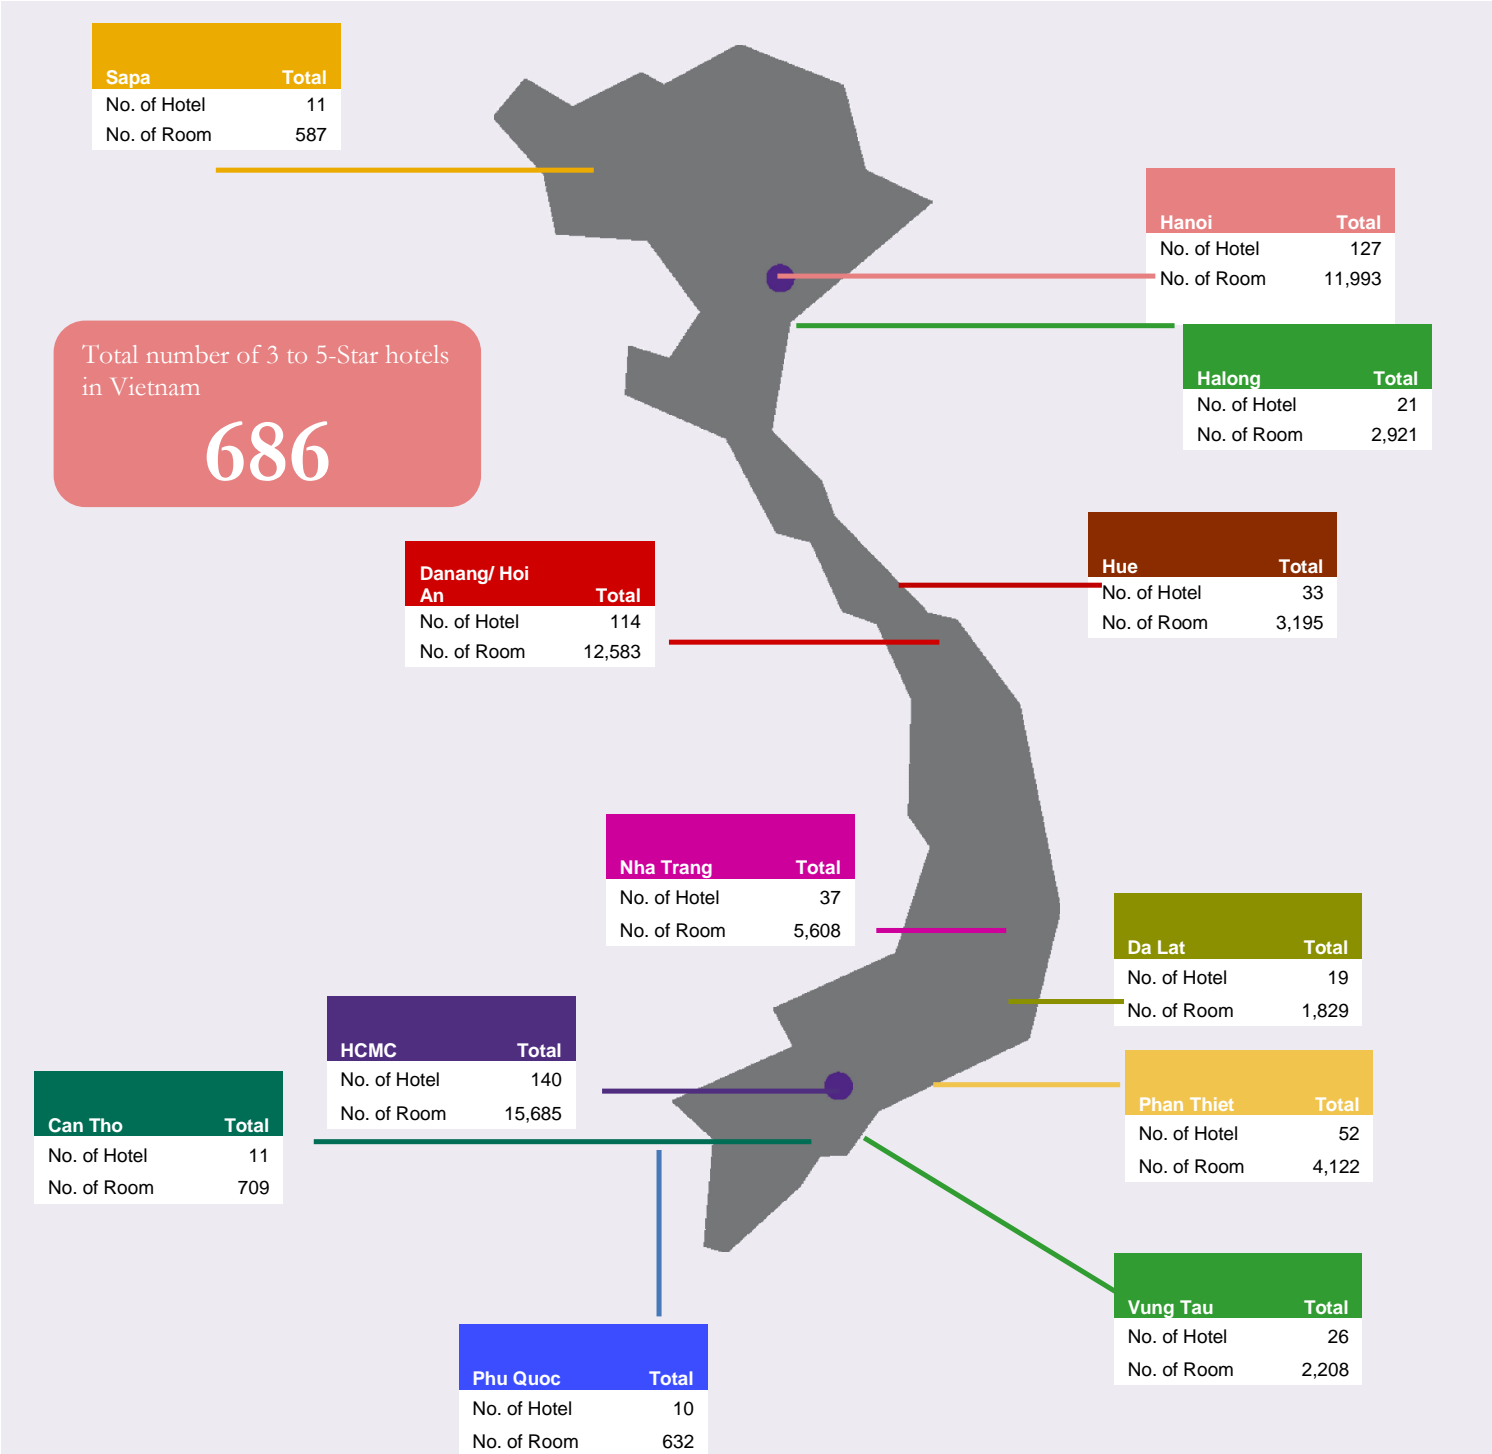 Sapa Total
No. of Hotel 11
No. of Room 587
Hanoi Total
No. of Hotel 127
No. of Room 11,993
Total number of 3 to 5-Star hotels
in Vietnam
686
Halong Total
No. of Hotel 21
No. of Room 2,921
Danang/ Hoi
An Total
No. of Hotel 114
No. of Room 12,583
Hue Total
No. of Hotel 33
No. of Room 3,195
Nha Trang Total
No. of Hotel 37
No. of Room 5,608
Da Lat Total
No. of Hotel 19
No. of Room 1,829
HCMC Total
No. of Hotel 140
No. of Room 15,685
Can Tho Total
No. of Hotel 11
No. of Room 709
Phan Thiet Total
No. of Hotel 52
No. of Room 4,122
Vung Tau Total
No. of Hotel 26
No. of Room 2,208
Phu Quoc Total
No. of Hotel 10
No. of Room 632